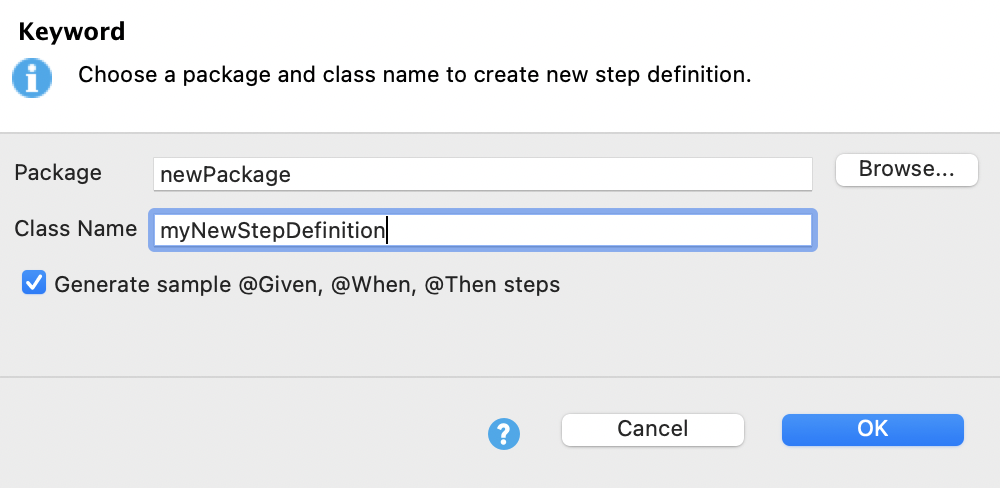 Keyword
Choose a package and class name to create new step definition.
Package newPackage Browse...
Class Name myNewStepDefinition
Generate sample @Given, @When, @Then steps
? Cancel OK